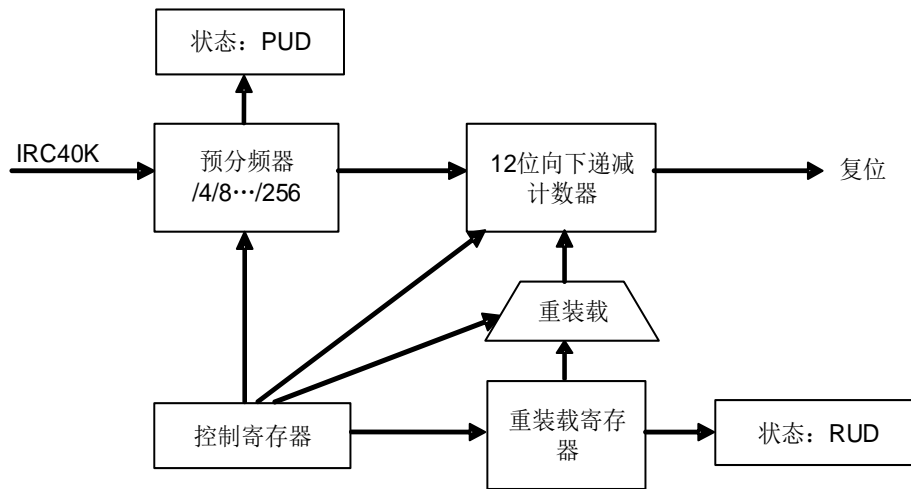 状态：PUD
IRC40K
预分频器
/4/8…/256
12位向下递减
计数器
复位
重装载
控制寄存器
重装载寄存
器
状态：RUD